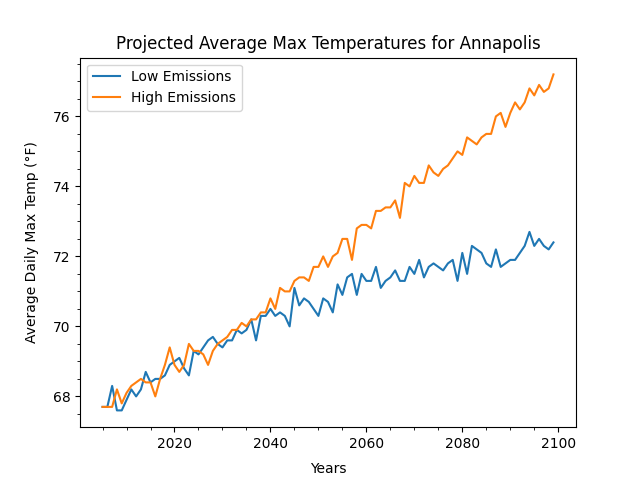 Projected Average Max Temperatures for Annapolis
Low Emissions
High Emissions
Average Daily Max Temp (°F)
76
74
72
70
68
2020 2040 2060 2080 2100
Years